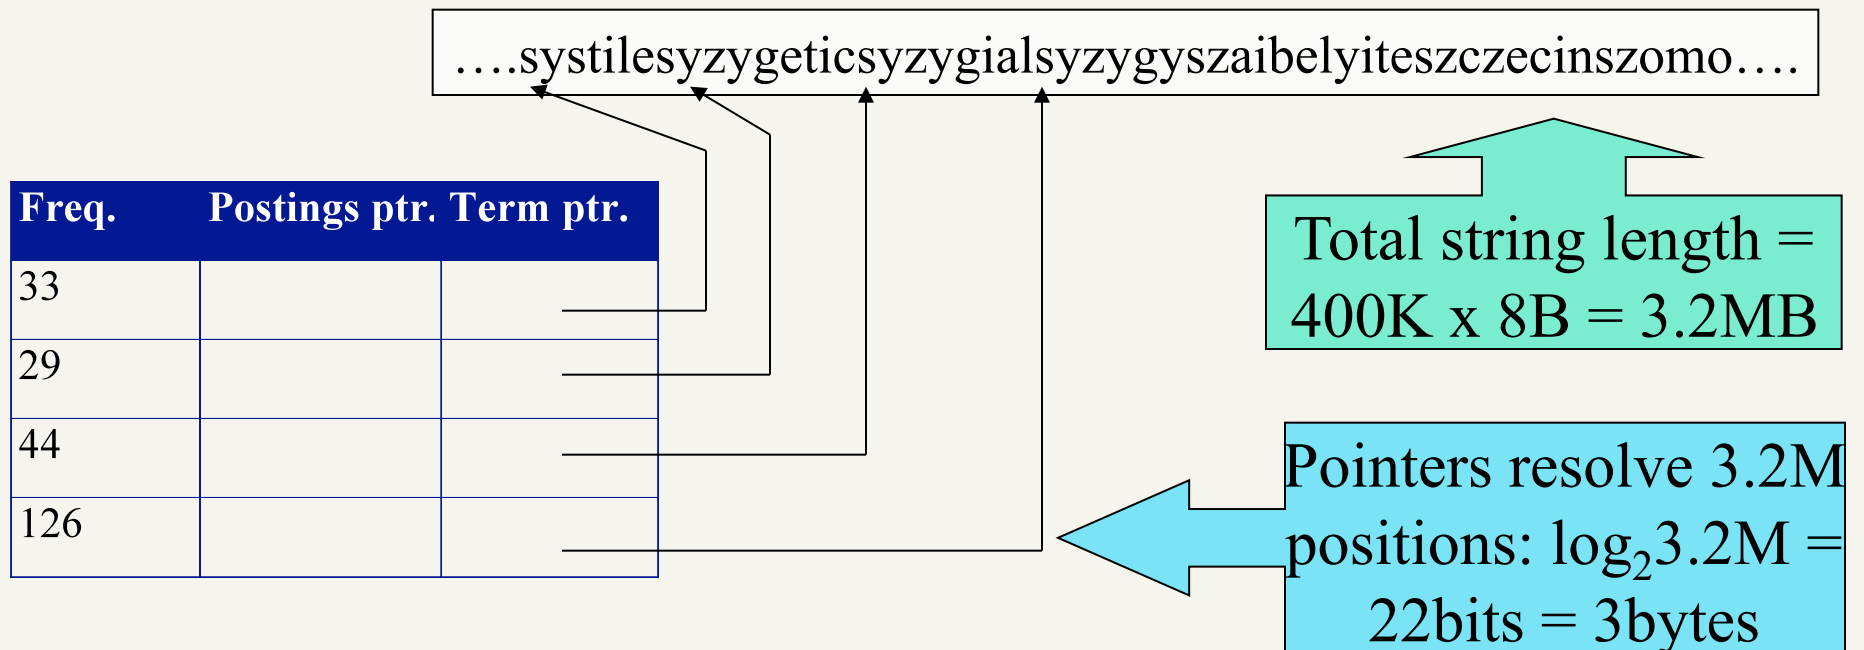 ….systilesyzygeticsyzygialsyzygyszaibelyiteszczecinszomo….
Freq. Postings ptr. Term ptr.
33
29
44
126
Total string length =
400K x 8B = 3.2MB
Pointers resolve 3.2M
positions: log₂3.2M =
22bits = 3bytes